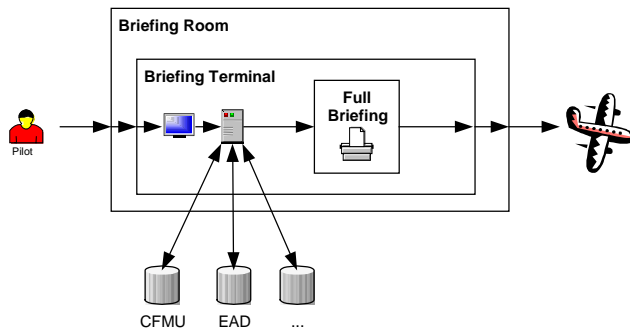 Briefing Room
Briefing Terminal
Full
Briefing
Pilot
CFMU
EAD
...